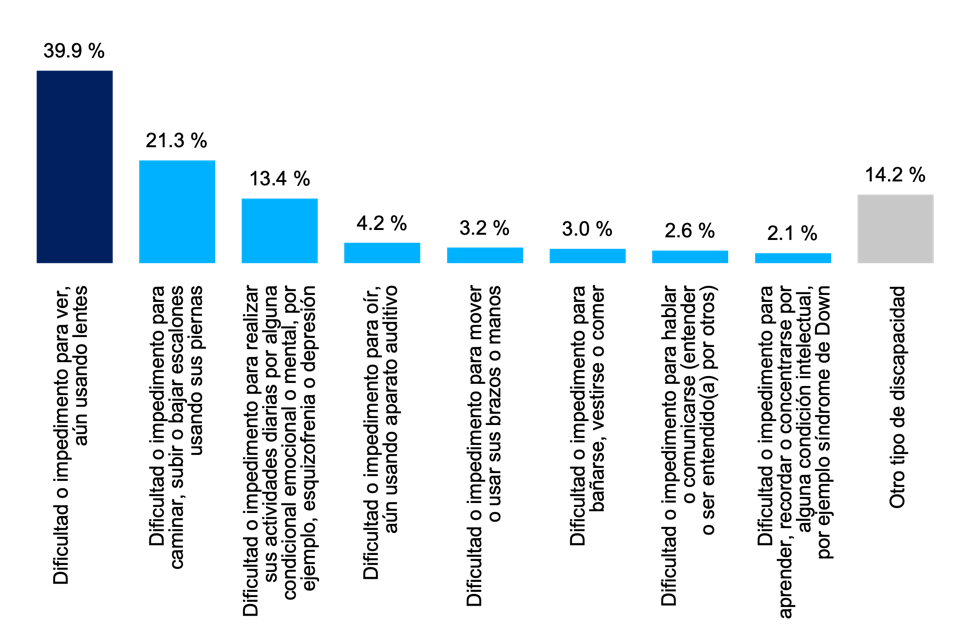 39.9 %
21.3 %
13.4 %
4.2 %
3.2 %
3.0 %
2.6 %
2.1 %
14.2 %
Dificultad o impedimento para ver,
aún usando lentes
Dificultad o impedimento para
caminar, subir o bajar escalones
usando sus piernas
Dificultad o impedimento para realizar
sus actividades diarias por alguna
condicional emocional o mental, por
ejemplo, esquizofrenia o depresión
Dificultad o impedimento para oír,
aún usando aparato auditivo
Dificultad o impedimento para mover
o usar sus brazos o manos
Dificultad o impedimento para
bañarse, vestirse o comer
Dificultad o impedimento para hablar
o comunicarse (entender
o ser entendido(a) por otros)
Dificultad o impedimento para
aprender, recordar o concentrarse por
alguna condición intelectual,
por ejemplo síndrome de Down
Otro tipo de discapacidad